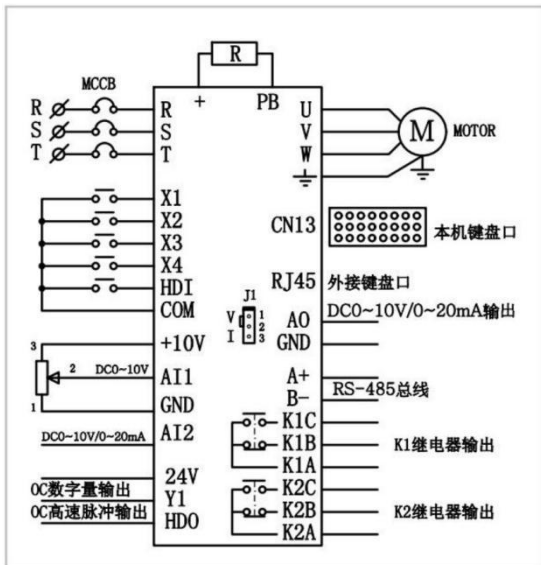 R
MCCB
+ PB
R R U
S S V M MOTOR
T T W
X1
X2 CN13 本机键盘口
X3
X4
HDI RJ45 外接键盘口
COM J1
V 1 AO DC0~10V/0~20mA输出
2
I 3 GND
3 +10V
2 DC0~10V AI1 A+
RS-485总线
1 GND B-
DC0~10V/0~20mA AI2 K1C
K1B K1继电器输出
24V K1A
OC数字量输出 Y1 K2C
OC高速脉冲输出 HDO K2B K2继电器输出
K2A